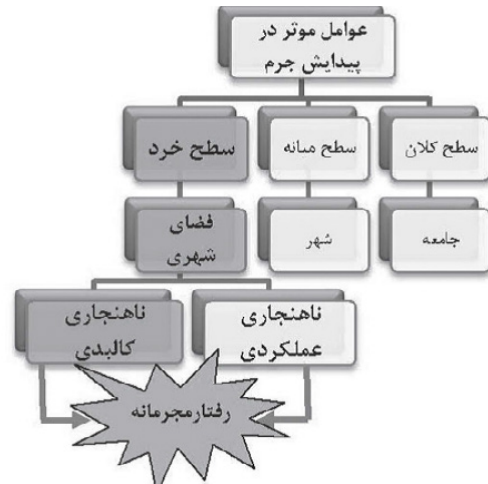 عوامل موثر در
پیدایش جرم
سطح کلان
سطح میانه
سطح خرد
جامعه
شهر
فضای
شهری
ناهنجاری
عملکردی
ناهنجاری
کالبدی
رفتارمجرمانه